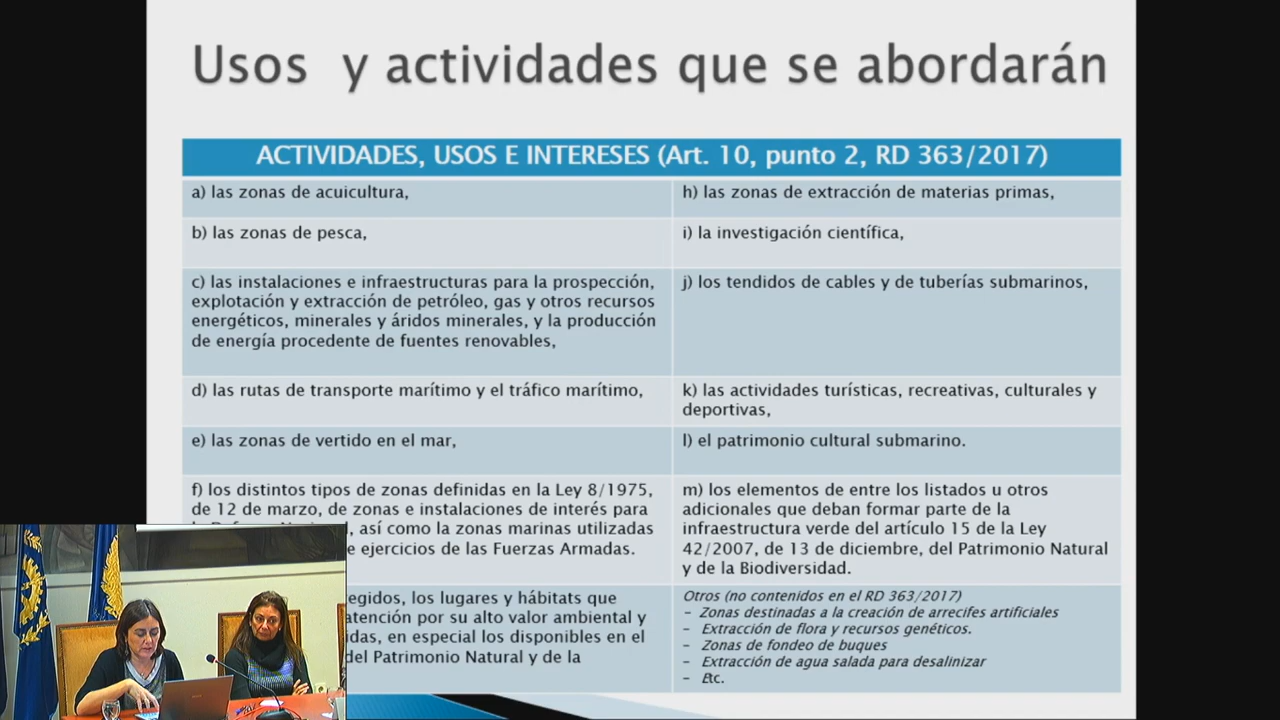 Usos y actividades que se abordarán
ACTIVIDADES, USOS E INTERESES (Art. 10, punto 2, RD 363/2017)
a) las zonas de acuicultura,
h) las zonas de extracción de materias primas,
b) las zonas de pesca,
i) la investigación científica,
c) las instalaciones e infraestructuras para la prospección,
explotación y extracción de petróleo, gas y otros recursos
energéticos, minerales y áridos minerales, y la producción
de energía procedente de fuentes renovables,
j) los tendidos de cables y de tuberías submarinos,
d) las rutas de transporte marítimo y el tráfico marítimo,
k) las actividades turísticas, recreativas, culturales y
deportivas,
e) las zonas de vertido en el mar,
l) el patrimonio cultural submarino.
f) los distintos tipos de zonas definidas en la Ley 8/1975,
de 12 de marzo, de zonas e instalaciones de interés para
, así como la zonas marinas utilizadas
e ejercicios de las Fuerzas Armadas.
m) los elementos de entre los listados u otros
adicionales que deban formar parte de la
infraestructura verde del artículo 15 de la Ley
42/2007, de 13 de diciembre, del Patrimonio Natural
y de la Biodiversidad.
egidos, los lugares y hábitats que
atención por su alto valor ambiental y
idas, en especial los disponibles en el
del Patrimonio Natural y de la
Otros (no contenidos en el RD 363/2017)
- Zonas destinadas a la creación de arrecifes artificiales
- Extracción de flora y recursos genéticos.
- Zonas de fondeo de buques
- Extracción de agua salada para desalinizar
- Etc.